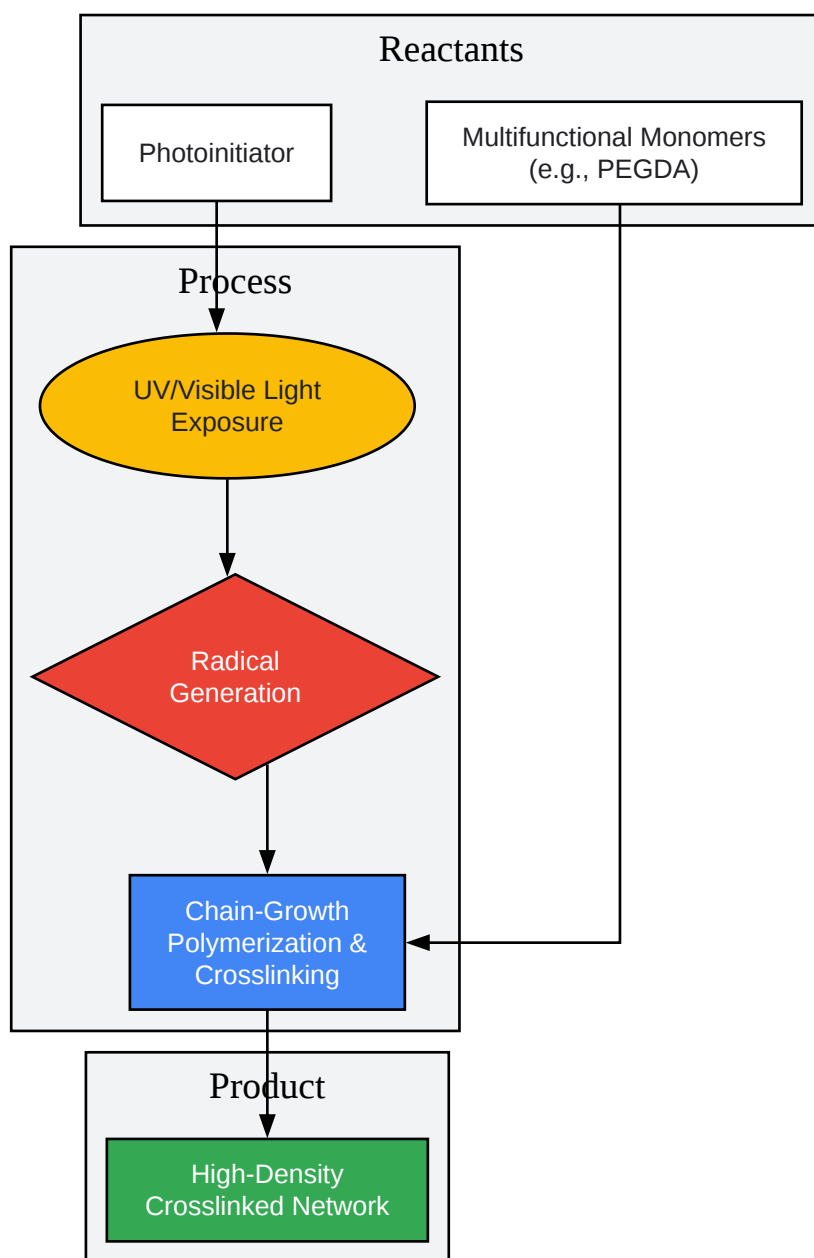 Reactants
Photoinitiator
Multifunctional Monomers
(e.g., PEGDA)
Process
UV/Visible Light
Exposure
Radical
Generation
Chain-Growth
Polymerization &
Crosslinking
Product
High-Density
Crosslinked Network